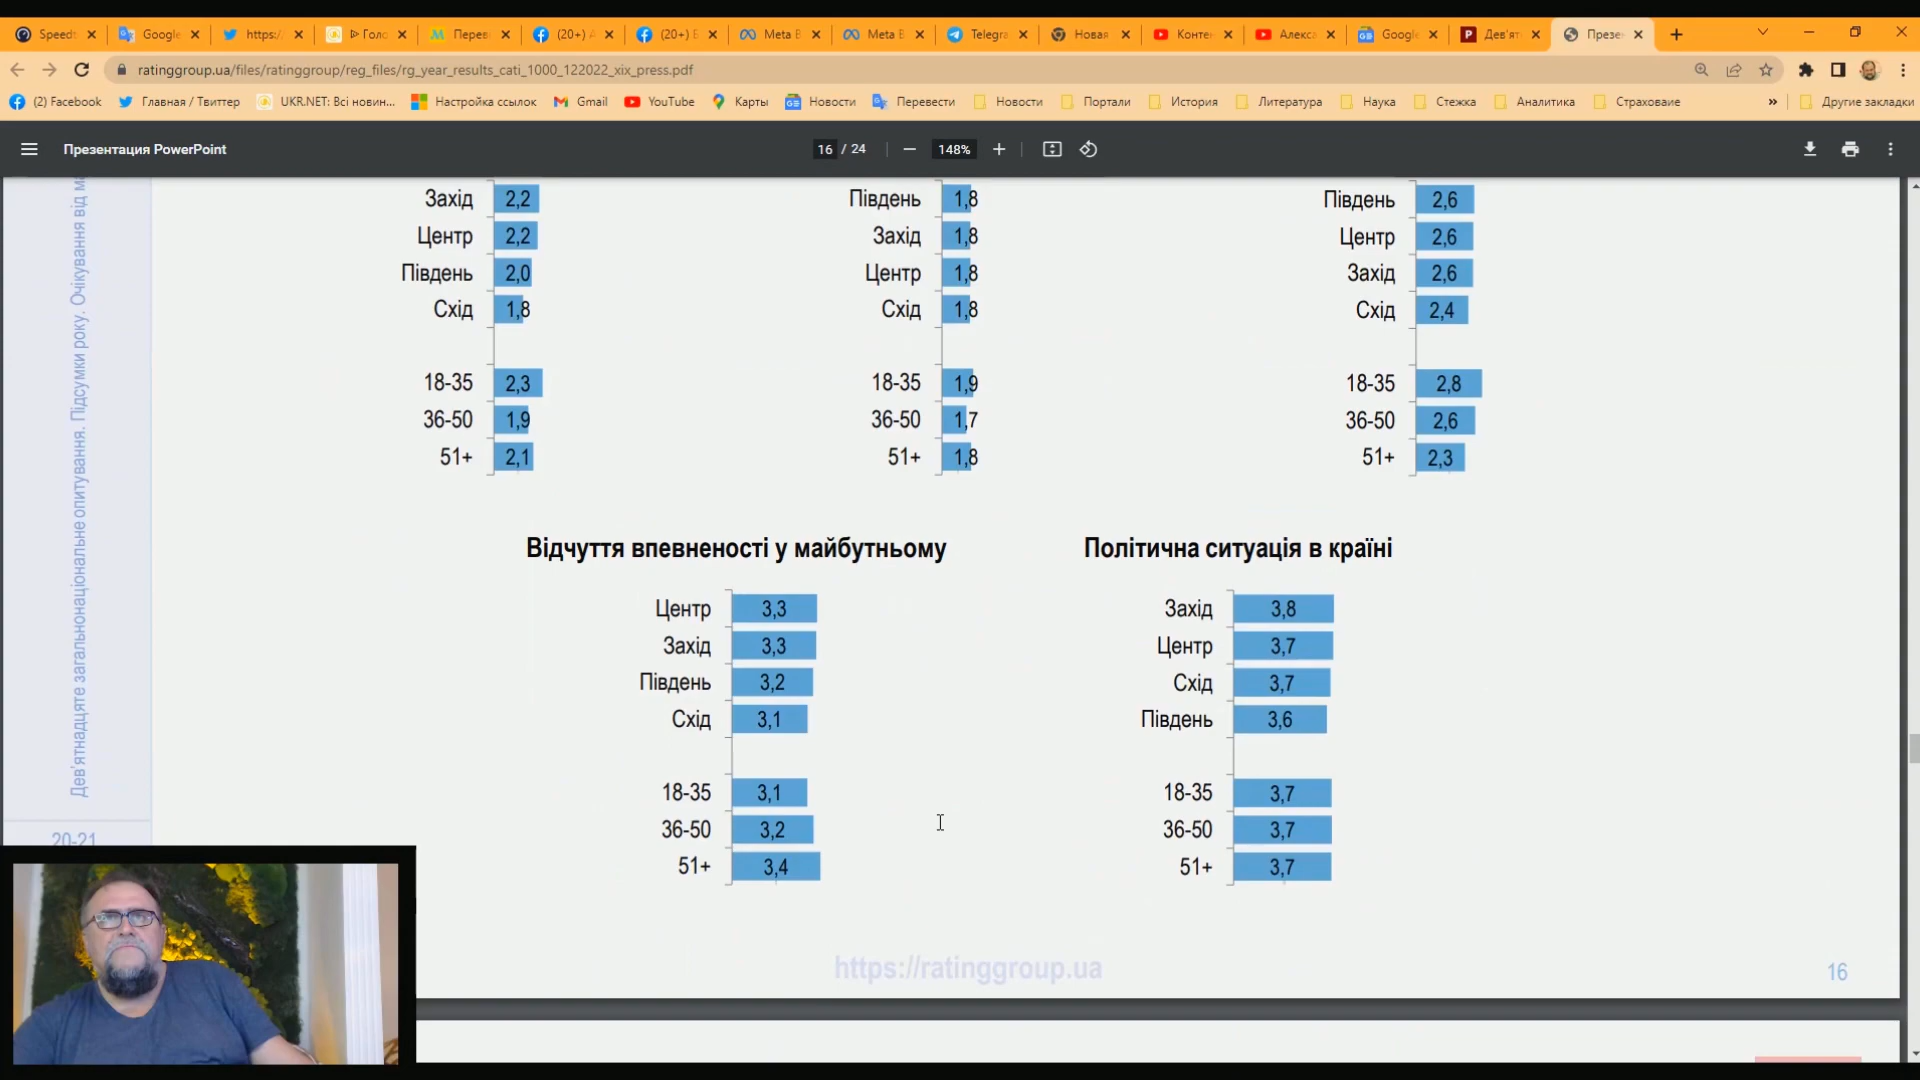 Speedt
Google
https:/
ᐅ Голо
Перев
(20+) А
(20+) Е
Meta B
Meta B
Telegra
Новая
Контен
Алекса
Google
Дев'ят
Презе
ratinggroup.ua/files/ratinggroup/reg_files/rg_year_results_cati_1000_122022_xix_press.pdf
(2) Facebook
Главная / Твиттер
UKR.NET: Всі новин...
Настройка ссылок
Gmail
YouTube
Карты
Новости
Перевести
Новости
Портали
История
Литература
Наука
Стежка
Аналитика
Страховаие
»
Другие закладки
Презентация PowerPoint
16 / 24
148%
Дев'ятнадцяте загальнонаціональне опитування. Підсумки року. Очікування від
20-21
Захід 2,2
Центр 2,2
Південь 2,0
Схід 1,8
18-35 2,3
36-50 1,9
51+ 2,1
Південь 1,8
Захід 1,8
Центр 1,8
Схід 1,8
18-35 1,9
36-50 1,7
51+ 1,8
Південь 2,6
Центр 2,6
Захід 2,6
Схід 2,4
18-35 2,8
36-50 2,6
51+ 2,3
Відчуття впевненості у майбутньому
Центр 3,3
Захід 3,3
Південь 3,2
Схід 3,1
18-35 3,1
36-50 3,2
51+ 3,4
Політична ситуація в країні
Захід 3,8
Центр 3,7
Схід 3,7
Південь 3,6
18-35 3,7
36-50 3,7
51+ 3,7
https://ratinggroup.ua
16